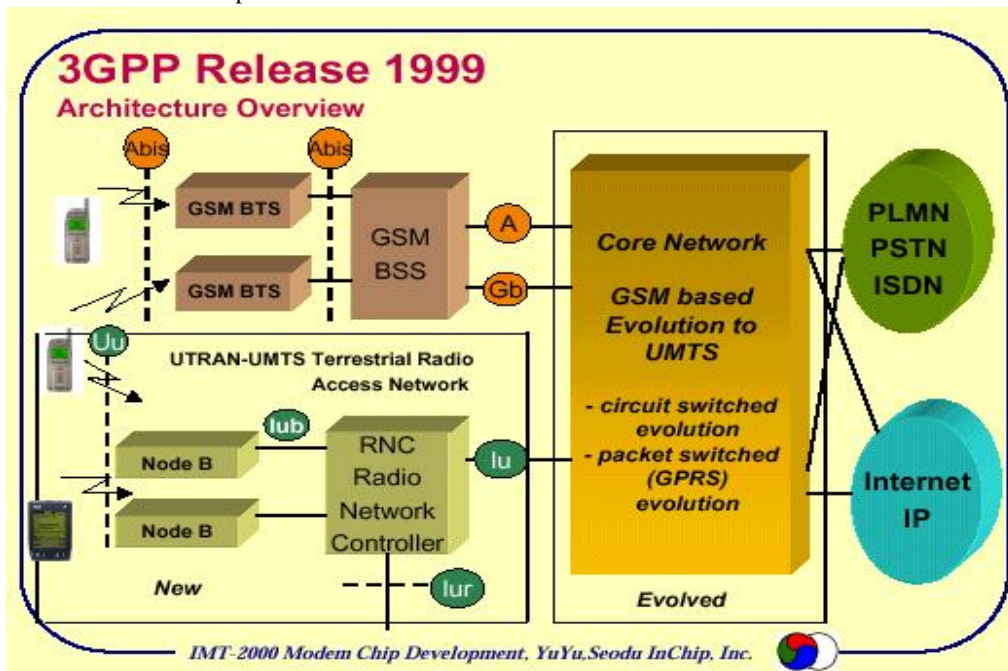 3GPP Release 1999
Architecture Overview
Abis
Abis
GSM BTS
GSM BTS
GSM
BSS
A
Gb
Core Network
GSM based
Evolution to
UMTS
- circuit switched
evolution
- packet switched
(GPRS)
evolution
PLMN
PSTN
ISDN
Internet
IP
Uu
UTRAN-UMTS Terrestrial Radio
Access Network
Iub
Node B
Node B
RNC
Radio
Network
Controller
Iu
Iur
New
Evolved
IMT-2000 Modem Chip Development, YuYu,Seodu InChip, Inc.